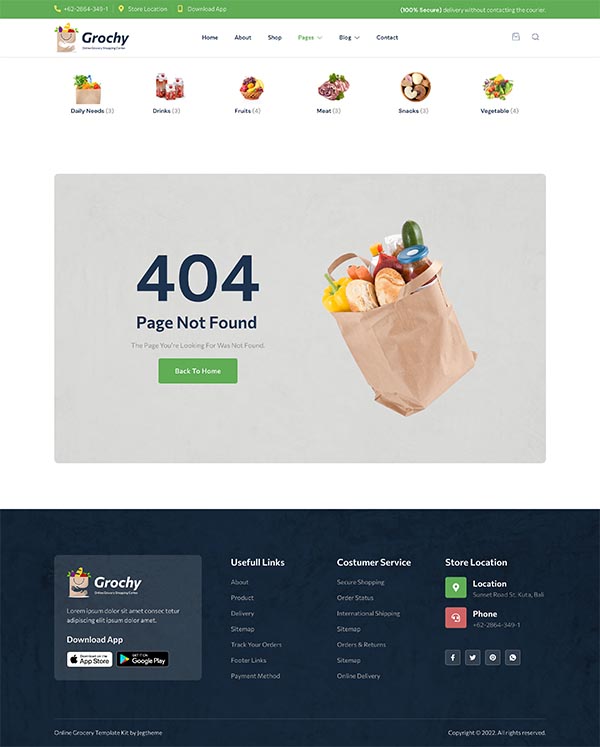 +62-2864-349-1 Store Location Download App (100% Secure) delivery without contacting the courier.
Grochy
Online Grocery Shopping Center
Home About Shop Pages Blog Contact
Daily Needs (3) Drinks (3) Fruits (4) Meat (3) Snacks (3) Vegetable (4)
404
Page Not Found
The Page You're Looking For Was Not Found.
Back To Home
Grochy
Online Grocery Shopping Center
Lorem ipsum dolor sit amet consec tetur
adipiscing elit ipsum dolor amet.
Download App
Download on the
App Store
GET IT ON
Google Play
Usefull Links
About
Product
Delivery
Sitemap
Track Your Orders
Footer Links
Payment Method
Costumer Service
Secure Shopping
Order Status
International Shipping
Sitemap
Orders & Returns
Sitemap
Online Delivery
Store Location
Location
Sunset Road St. Kuta, Bali
Phone
+62-2864-349-1
Online Grocery Template Kit by Jegtheme
Copyright © 2022. All rights reserved.